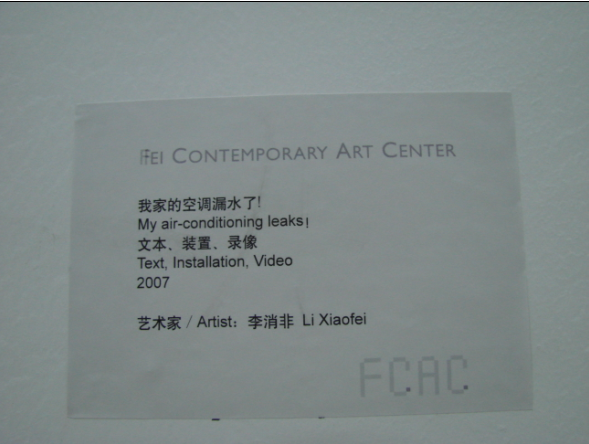 FEI CONTEMPORARY ART CENTER
我家的空调漏水了!
My air-conditioning leaks!
文本、装置、录像
Text, Installation, Video
2007
艺术家 / Artist: 李消非 Li Xiaofei
FCAC